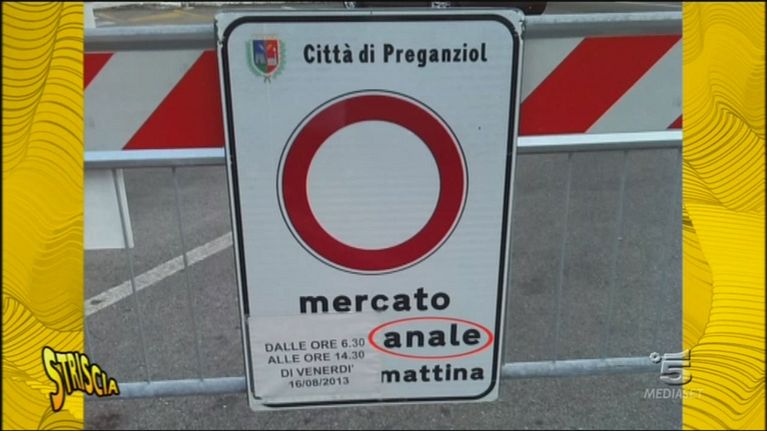 Città di Preganziol
mercato
anale
mattina
DALLE ORE 6.30
ALLE ORE 14.30
DI VENERDI'
16/08/2013
STRISCIA
5
MEDIASET